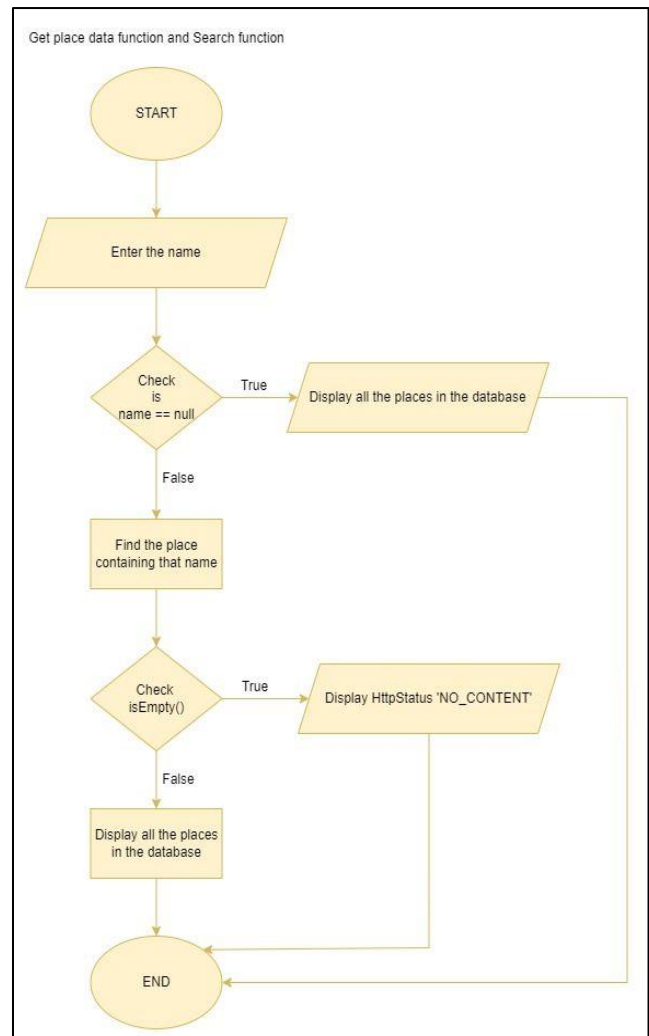 Get place data function and Search function
START
Enter the name
Check
is
name == null
True
Display all the places in the database
False
Find the place
containing that name
Check
isEmpty()
True
Display HttpStatus 'NO_CONTENT'
False
Display all the places
in the database
END